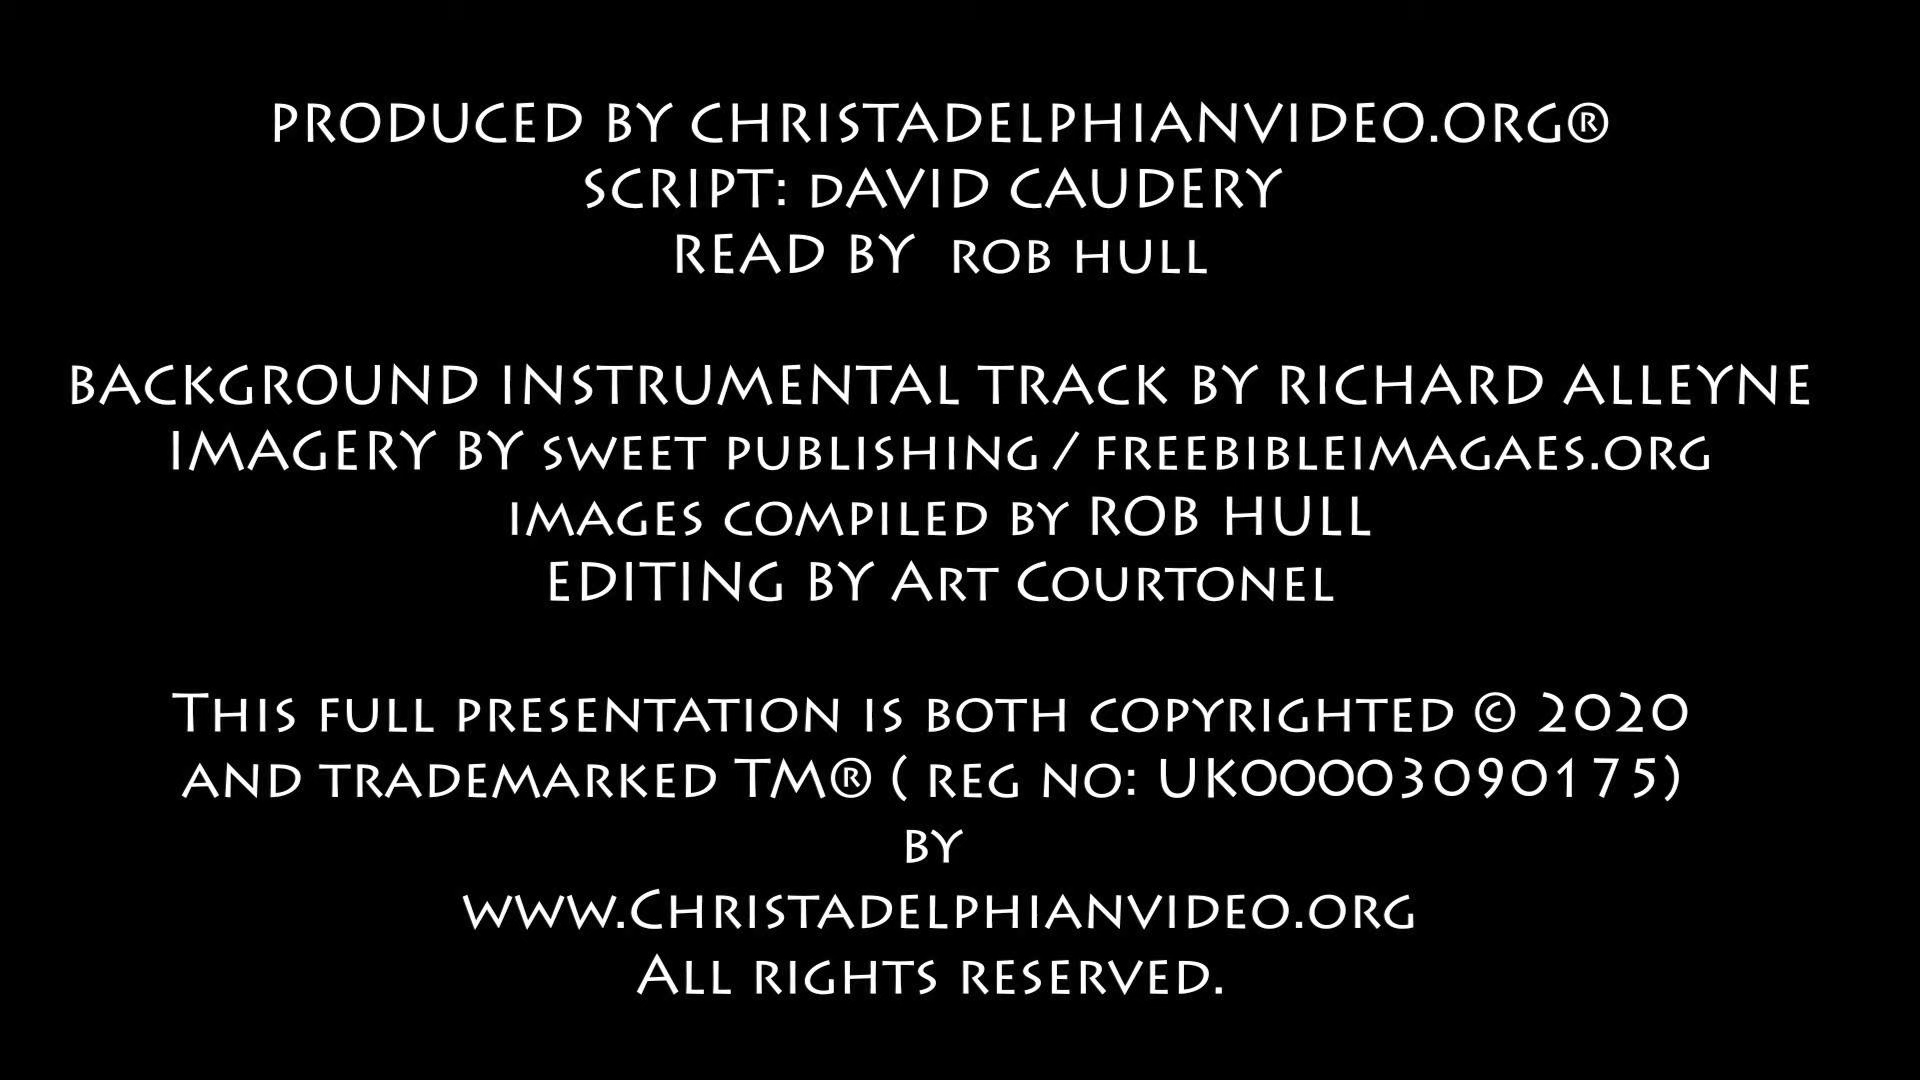 PRODUCED BY CHRISTADELPHIANVIDEO.ORG®
SCRIPT: dAVID CAUDERY
READ BY rob hull
BACKGROUND INSTRUMENTAL TRACK BY RICHARD ALLEYNE
IMAGERY BY sweet publishing / freebibleimagaes.org
images compiled by ROB HULL
EDITING BY Art Courtonel
This full presentation is both copyrighted © 2020
and trademarked TM® ( reg no: UK00003090175)
by
www.Christadelphianvideo.org
All rights reserved.